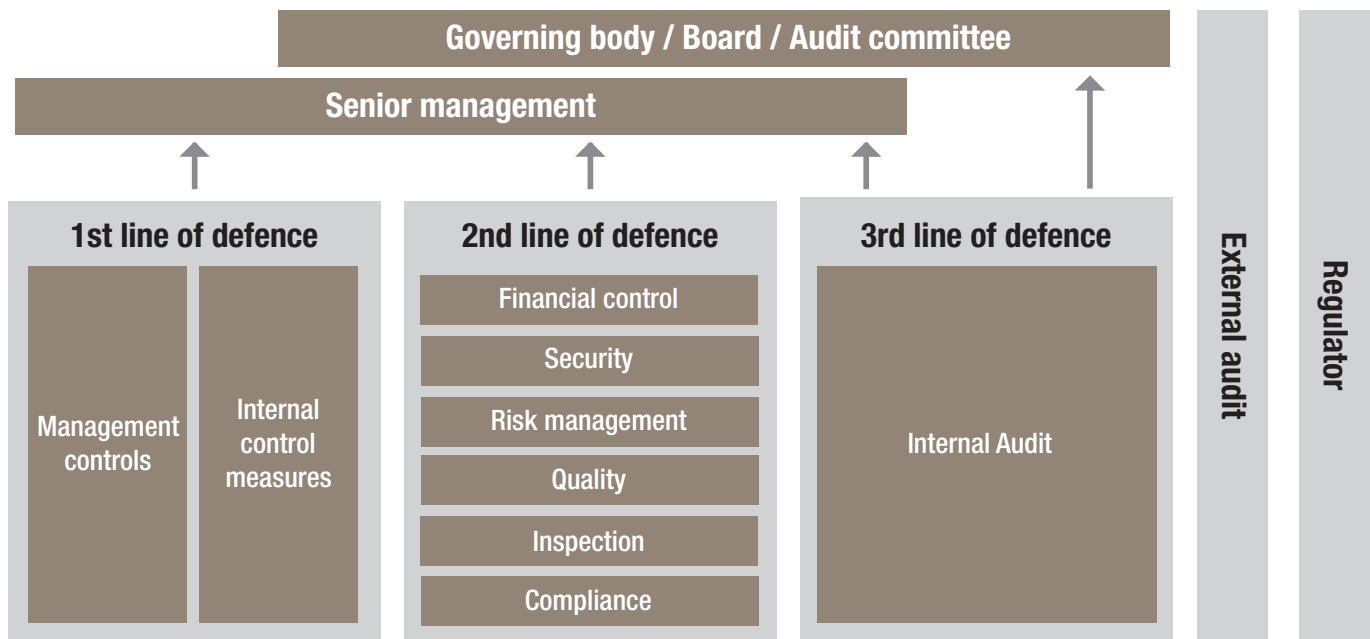 Governing body / Board / Audit committee
Senior management
1st line of defence
Management
controls
Internal
control
measures
2nd line of defence
Financial control
Security
Risk management
Quality
Inspection
Compliance
3rd line of defence
Internal Audit
External audit
Regulator